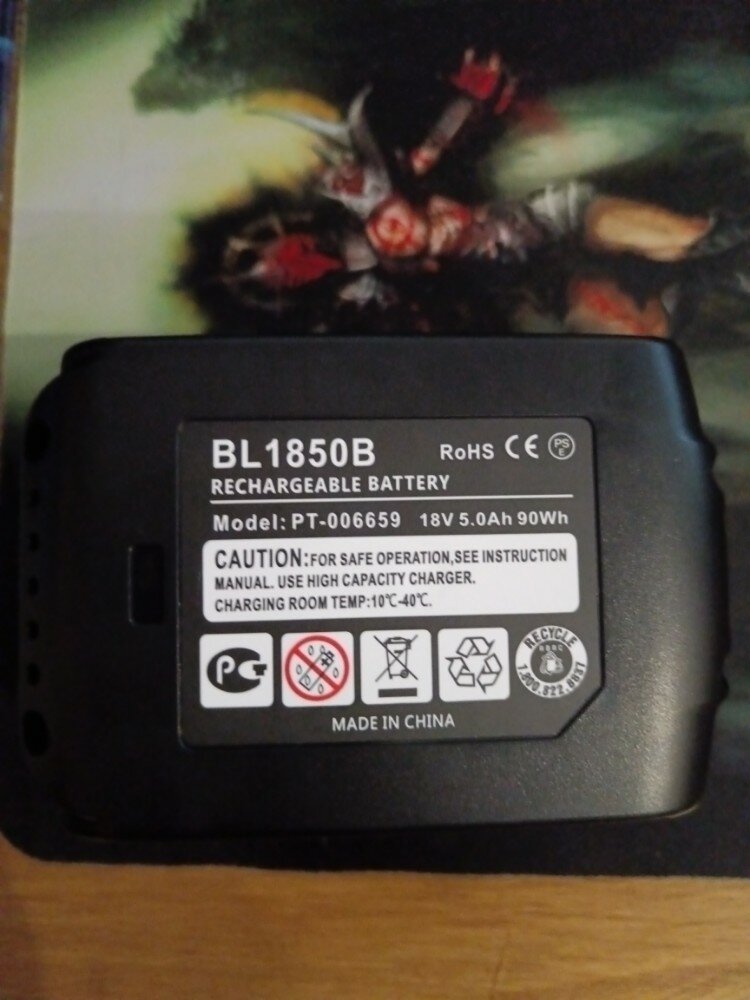 BL1850B
RoHS CE PS E
RECHARGEABLE BATTERY
Model: PT-006659 18V 5.0Ah 90Wh
CAUTION:FOR SAFE OPERATION,SEE INSTRUCTION
MANUAL. USE HIGH CAPACITY CHARGER.
CHARGING ROOM TEMP:10℃-40℃.
RECYCLE
1.800.822.8837
MADE IN CHINA